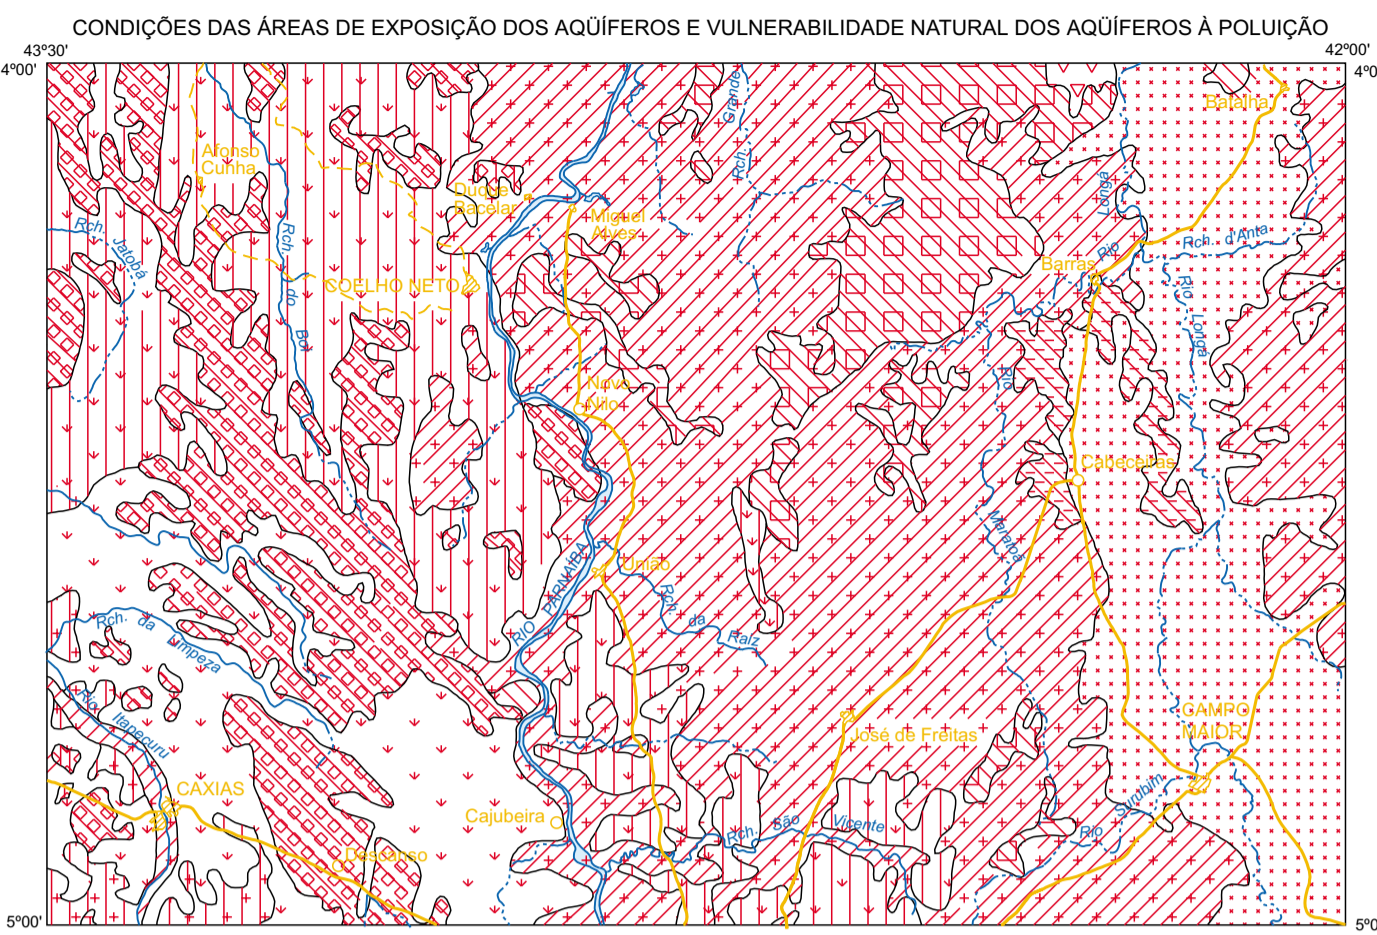 CONDIÇÕES DAS ÁREAS DE EXPOSIÇÃO DOS AQÜÍFEROS E VULNERABILIDADE NATURAL DOS AQÜÍFEROS À POLUIÇÃO
43º30'
42º00'
4º00'
4º0
Batalha
Grande
Rch.
Afonso
Cunha
Duque
Bacelar
Miguel
Alves
Longa
Rch. Jatobá
Rch. do Boi
Rch. d'Anta
Rio
Barras
COELHO NETO
Rio Longa
Novo
Nilo
Rio Marataoã
Cabeceiras
RIO PARNAÍBA
União
Rch. da Raiz
Rch. da Limpeza
Rio Itapecuru
CAMPO
MAIOR
José de Freitas
CAXIAS
Cajubeira
Rch. São Vicente
Rio Surubim
Descanso
5º00'
5º0